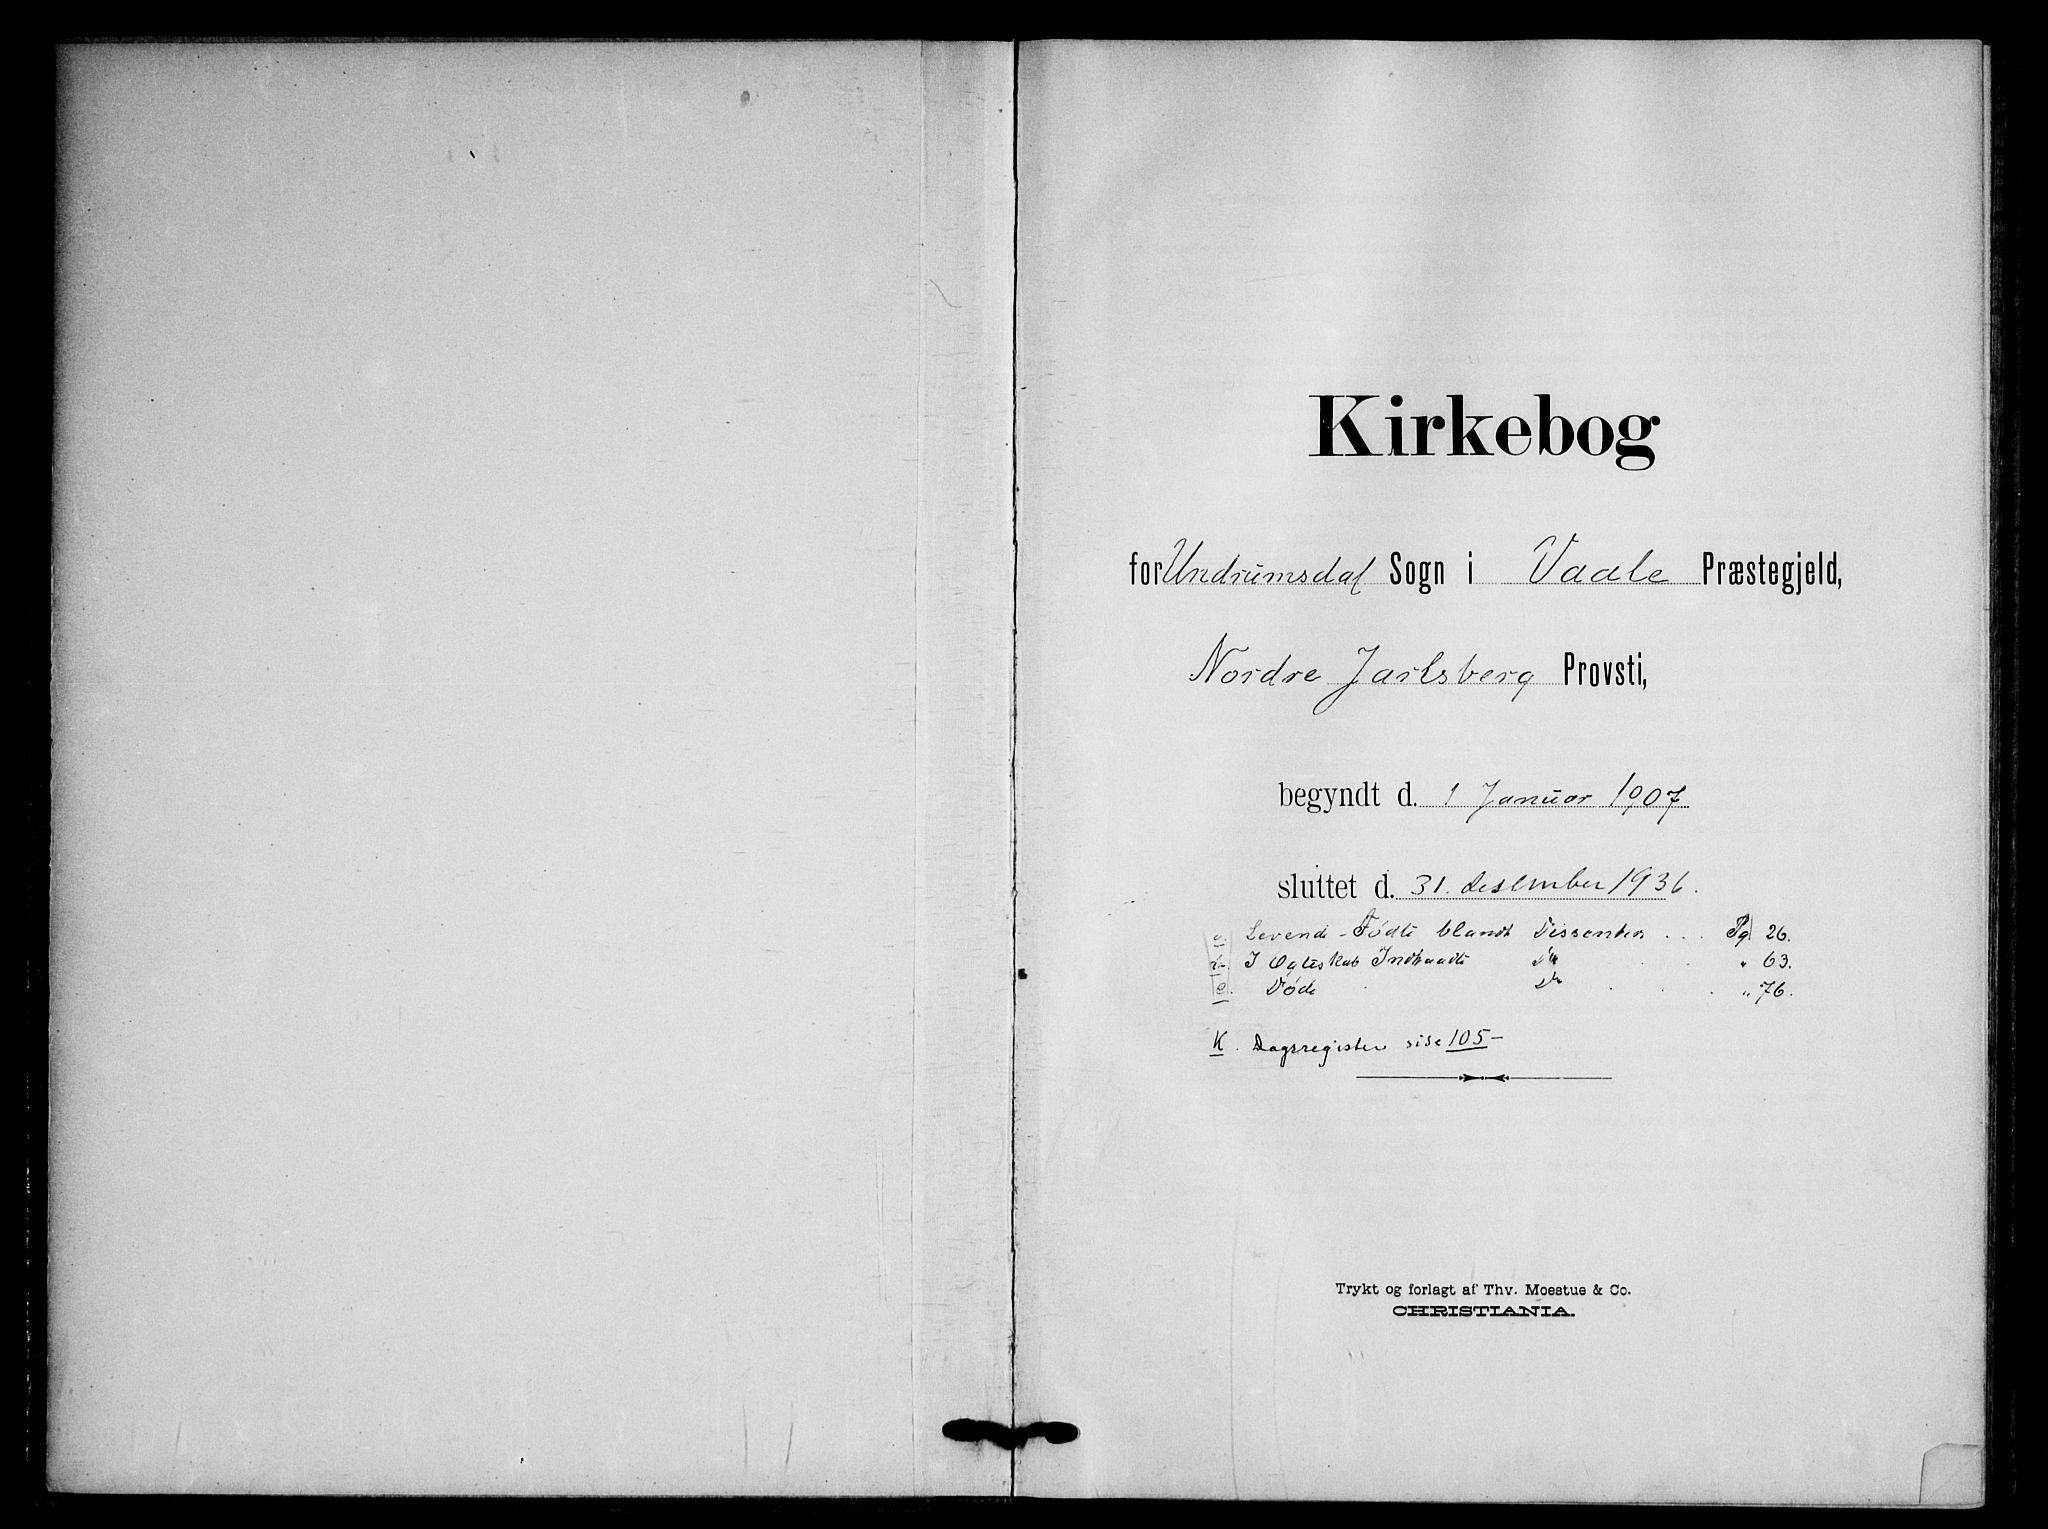 Kirkebog
for Undrumsdal Sogn i Vaale Præstegjeld,
Nordre Jarlsberg Provsti,
begyndt d. 1 Januar 1907
sluttet d. 31. desember 1936.
a. Levende-Fødte blandt Dissenters ... Pg 26.
b. I Ægteskab Indtraadte Do . . " 63.
c. Døde . Do . . . " 76.
K. Dagsregister side 105-
Trykt og forlagt af Thv. Moestue & Co.
CHRISTIANIA.